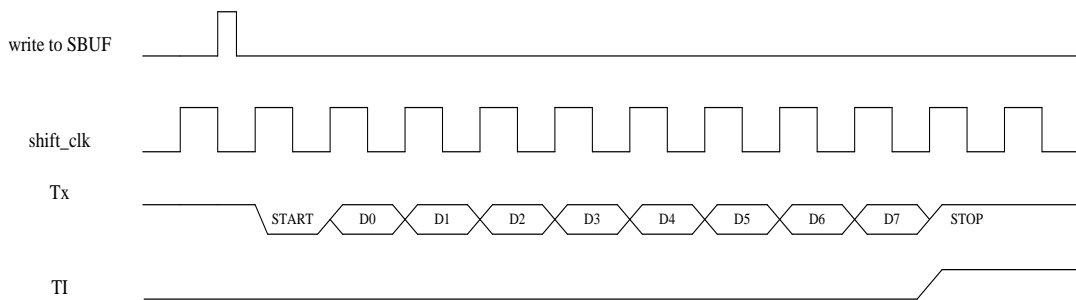 write to SBUF
shift_clk
Tx
START D0 D1 D2 D3 D4 D5 D6 D7 STOP
TI